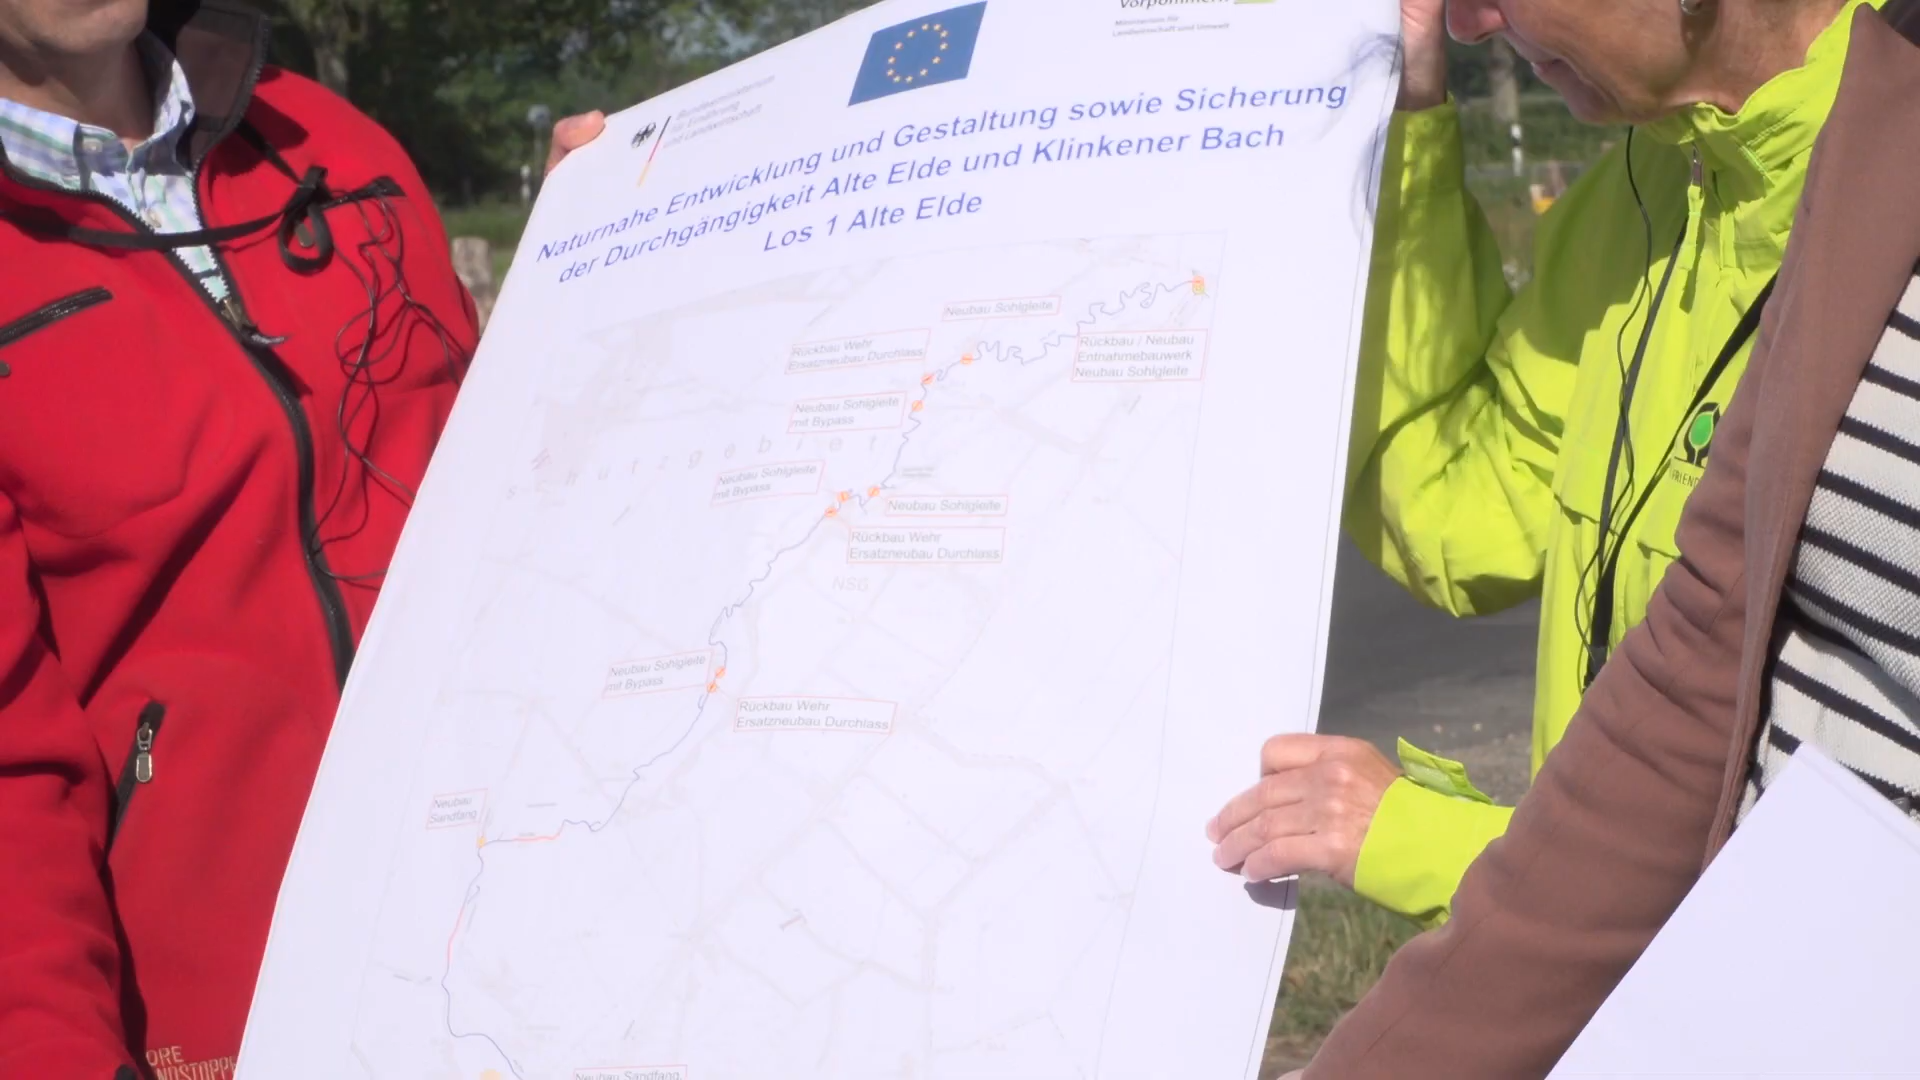 Vorpommern
Ministerium für
Landwirtschaft und Umwelt
Bundesministerium
für Ernährung
und Landwirtschaft
Naturnahe Entwicklung und Gestaltung sowie Sicherung
der Durchgängigkeit Alte Elde und Klinkener Bach
Los 1 Alte Elde
Neubau Sohlgleite
Rückbau Wehr
Ersatzneubau Durchlass
Rückbau / Neubau
Entnahmebauwerk
Neubau Sohlgleite
Neubau Sohlgleite
mit Bypass
s-chutzgebiet
Neubau Sohlgleite
mit Bypass
Neubau Sohlgleite
Rückbau Wehr
Ersatzneubau Durchlass
NSG
Neubau Sohlgleite
mit Bypass
Rückbau Wehr
Ersatzneubau Durchlass
Neubau
Sandfang
Neubau Sandfang,